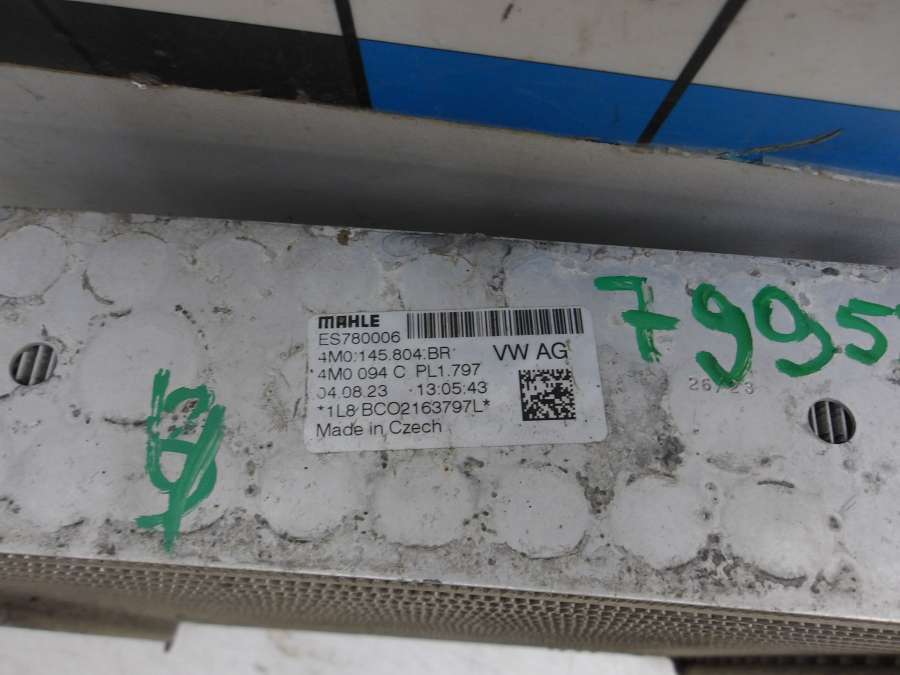 MAHLE
ES780006
4M0.145.804.BR
VW AG
4M0 094 C PL1.797
04.08.23 13:05:43
*1L8 BCO2163797L*
Made in Czech
7995
26/23